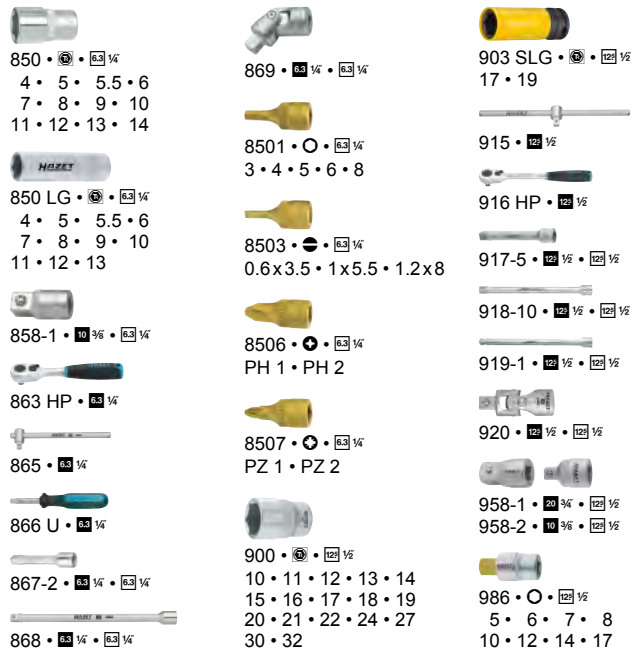 850 • 6.3 ¼"
4 • 5 • 5.5 • 6
7 • 8 • 9 • 10
11 • 12 • 13 • 14
HAZET
850 LG • 6.3 ¼"
4 • 5 • 5.5 • 6
7 • 8 • 9 • 10
11 • 12 • 13
858-1 • 10 ⅜" • 6.3 ¼"
863 HP • 6.3 ¼"
865 • 6.3 ¼"
866 U • 6.3 ¼"
867-2 • 6.3 ¼" • 6.3 ¼"
868 • 6.3 ¼" • 6.3 ¼"
869 • 6.3 ¼" • 6.3 ¼"
8501 • 6.3 ¼"
3 • 4 • 5 • 6 • 8
8503 • 6.3 ¼"
0.6x3.5 • 1x5.5 • 1.2x8
8506 • 6.3 ¼"
PH 1 • PH 2
8507 • 6.3 ¼"
PZ 1 • PZ 2
900 • 12,5 ½"
10 • 11 • 12 • 13 • 14
15 • 16 • 17 • 18 • 19
20 • 21 • 22 • 24 • 27
30 • 32
903 SLG • 12,5 ½"
17 • 19
915 • 12,5 ½"
916 HP • 12,5 ½"
917-5 • 12,5 ½" • 12,5 ½"
918-10 • 12,5 ½" • 12,5 ½"
919-1 • 12,5 ½" • 12,5 ½"
920 • 12,5 ½" • 12,5 ½"
958-1 • 20 ¾" • 12,5 ½"
958-2 • 10 ⅜" • 12,5 ½"
986 • 12,5 ½"
5 • 6 • 7 • 8
10 • 12 • 14 • 17